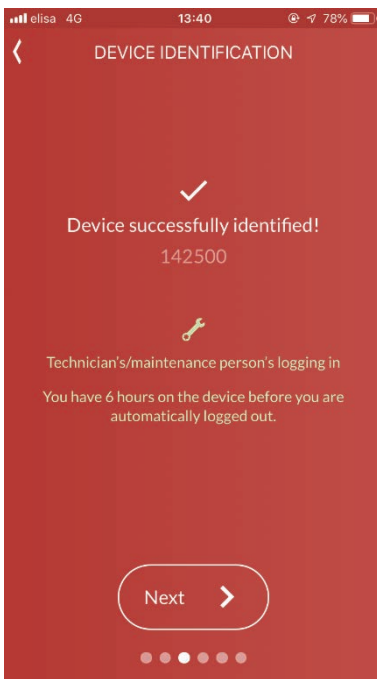 elisa 4G 13:40 78%
DEVICE IDENTIFICATION
Device successfully identified!
142500
Technician's/maintenance person's logging in
You have 6 hours on the device before you are
automatically logged out.
Next